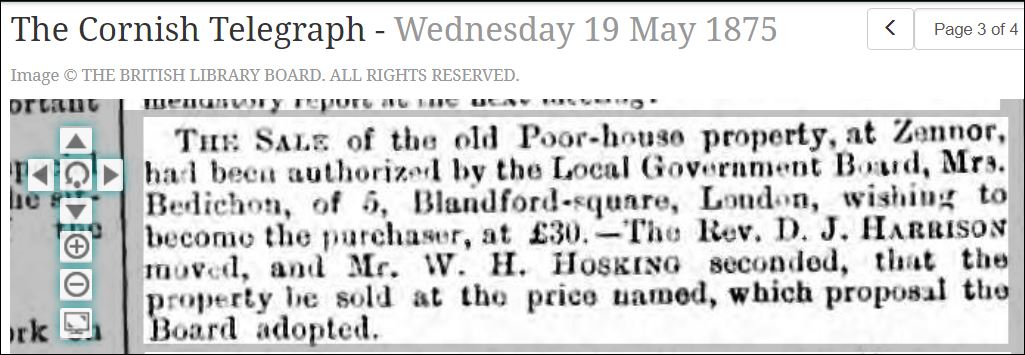 The Cornish Telegraph - Wednesday 19 May 1875
Page 3 of 4
Image © THE BRITISH LIBRARY BOARD. ALL RIGHTS RESERVED.
THE SALE of the old Poor-house property, at Zennor,
had been authorized by the Local Government Board, Mrs.
Bedichon, of 5, Blandford-square, London, wishing to
become the purchaser, at £30.—The Rev. D. J. HARRISON
moved, and Mr. W. H. HOSKING seconded, that the
property be sold at the price named, which proposal the
Board adopted.